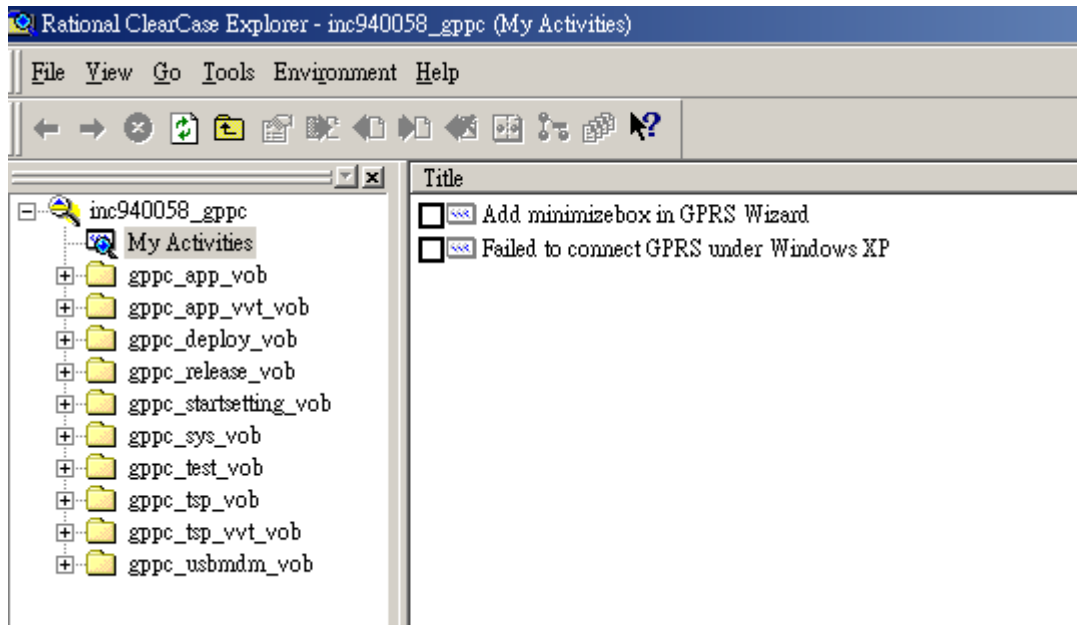 Rational ClearCase Explorer - inc940058_gppc (My Activities)
File View Go Tools Environment Help
Title
inc940058_gppc
My Activities
gppc_app_vob
gppc_app_vvt_vob
gppc_deploy_vob
gppc_release_vob
gppc_startsetting_vob
gppc_sys_vob
gppc_test_vob
gppc_tsp_vob
gppc_tsp_vvt_vob
gppc_usbmdm_vob
Add minimizebox in GPRS Wizard
Failed to connect GPRS under Windows XP